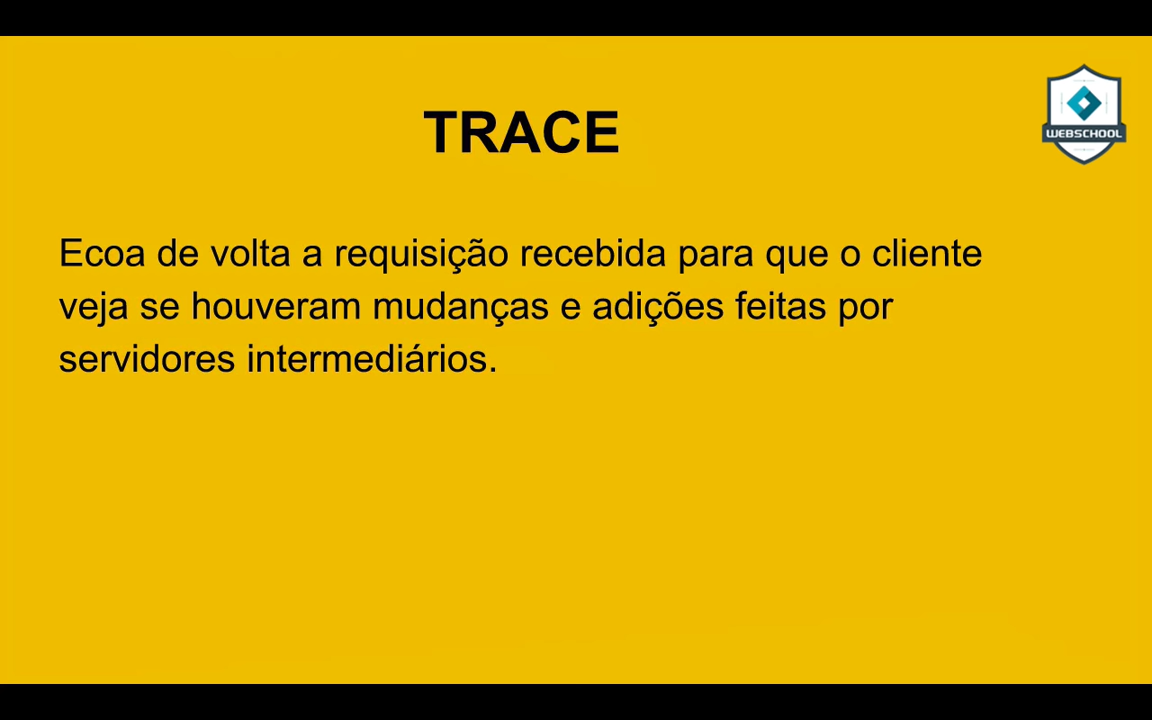 TRACE
WEBSCHOOL
Ecoa de volta a requisição recebida para que o cliente
veja se houveram mudanças e adições feitas por
servidores intermediários.